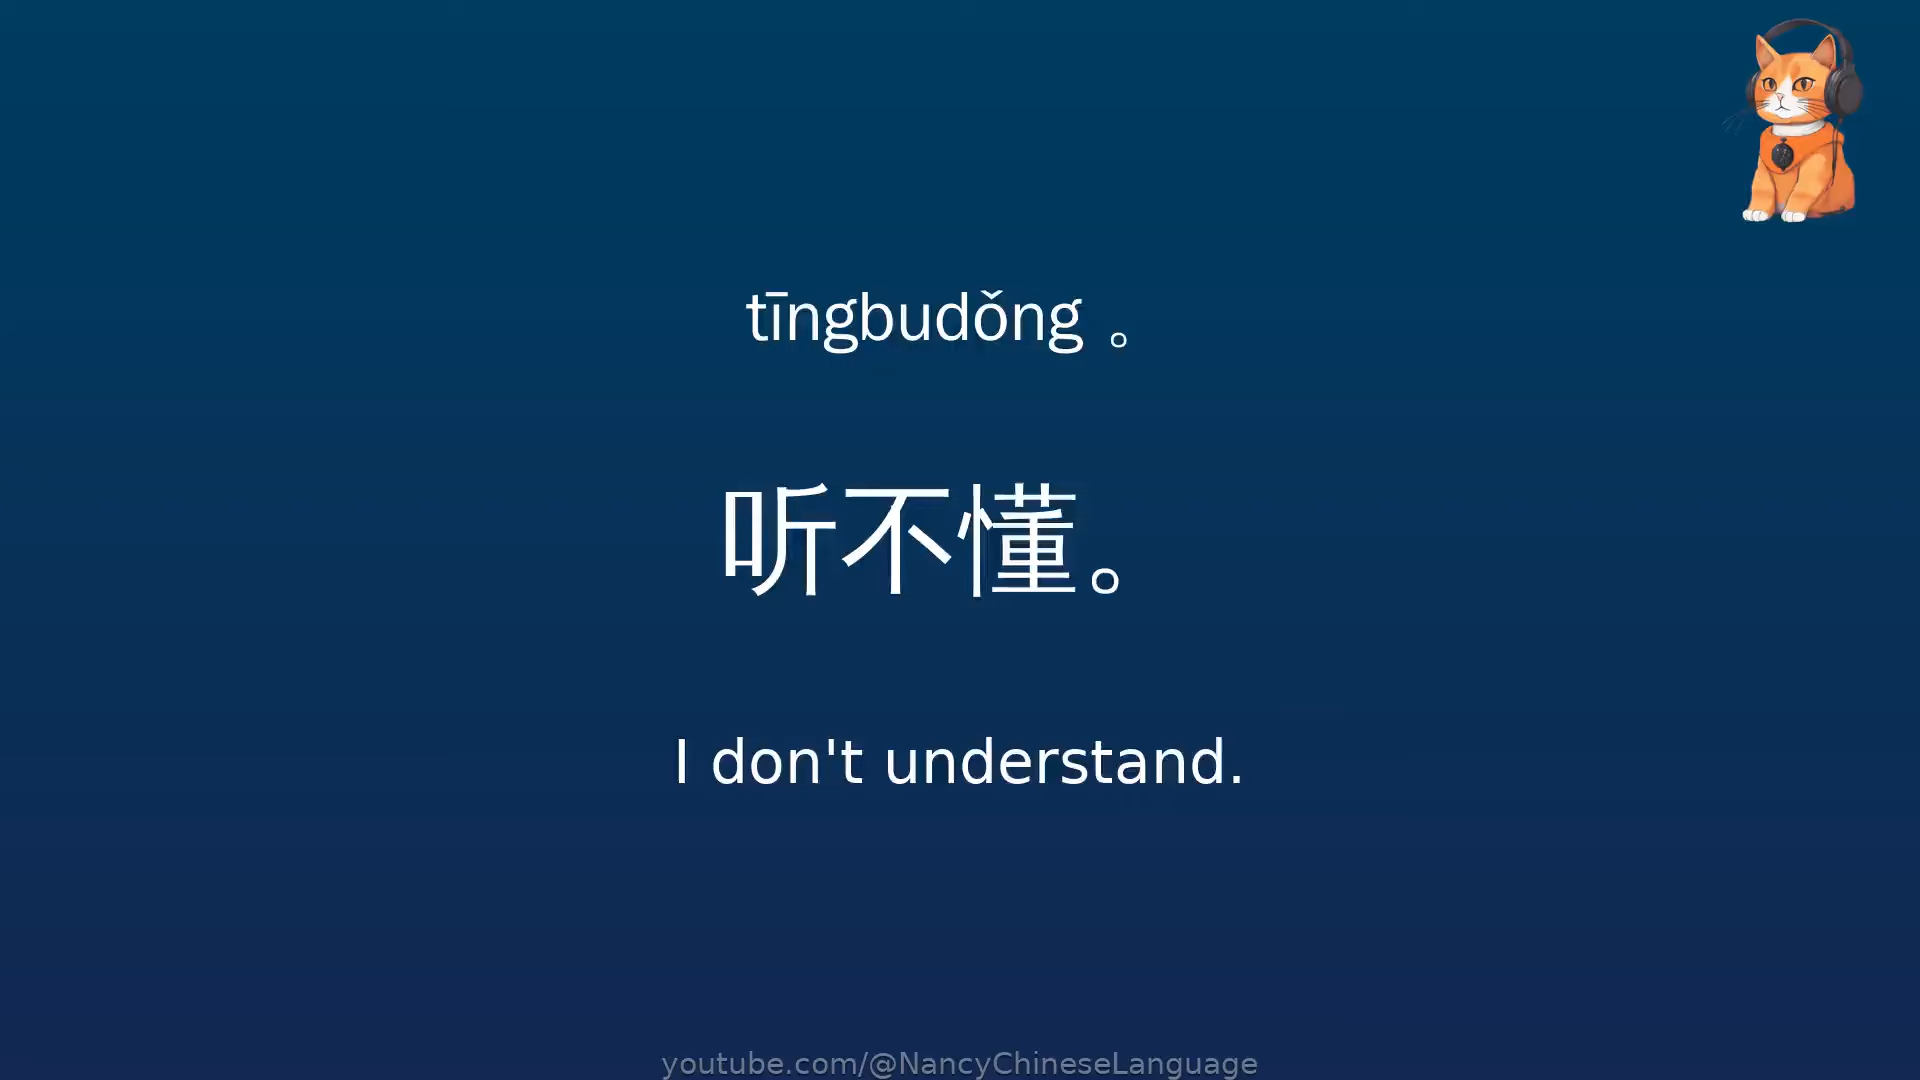 tīngbudǒng 。
听不懂。
I don't understand.
youtube.com/@NancyChineseLanguage